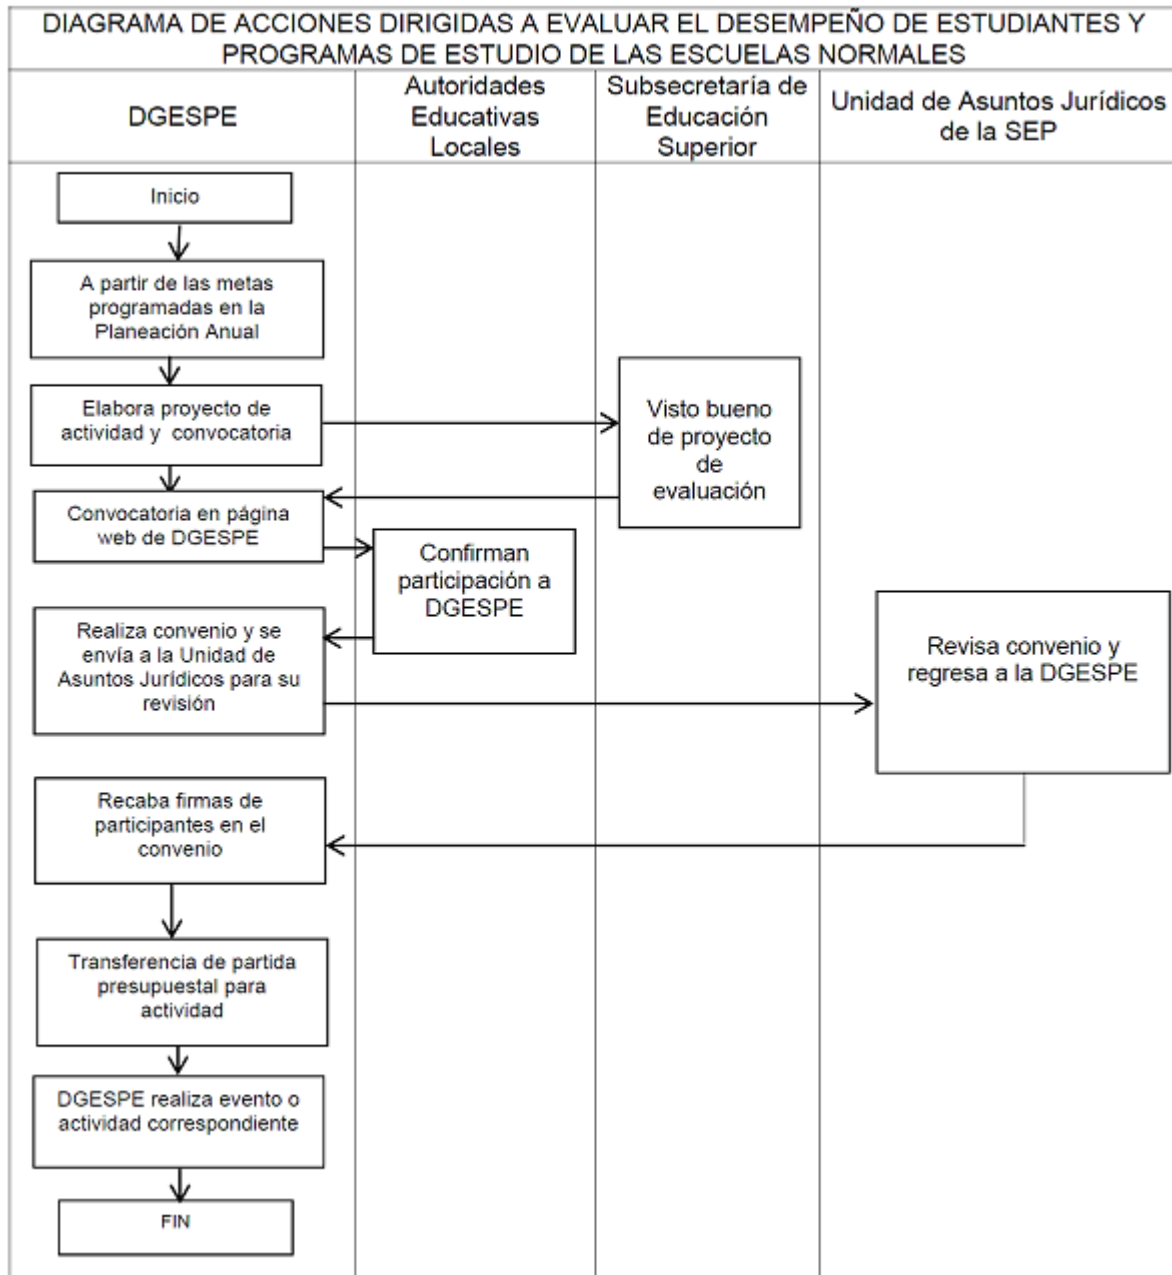 DIAGRAMA DE ACCIONES DIRIGIDAS A EVALUAR EL DESEMPEÑO DE ESTUDIANTES Y
PROGRAMAS DE ESTUDIO DE LAS ESCUELAS NORMALES
DGESPE
Autoridades
Educativas
Locales
Subsecretaría de
Educación
Superior
Unidad de Asuntos Jurídicos
de la SEP
Inicio
A partir de las metas
programadas en la
Planeación Anual
Elabora proyecto de
actividad y convocatoria
Visto bueno
de proyecto
de
evaluación
Convocatoria en página
web de DGESPE
Confirman
participación a
DGESPE
Realiza convenio y se
envía a la Unidad de
Asuntos Jurídicos para su
revisión
Revisa convenio y
regresa a la DGESPE
Recaba firmas de
participantes en el
convenio
Transferencia de partida
presupuestal para
actividad
DGESPE realiza evento o
actividad correspondiente
FIN